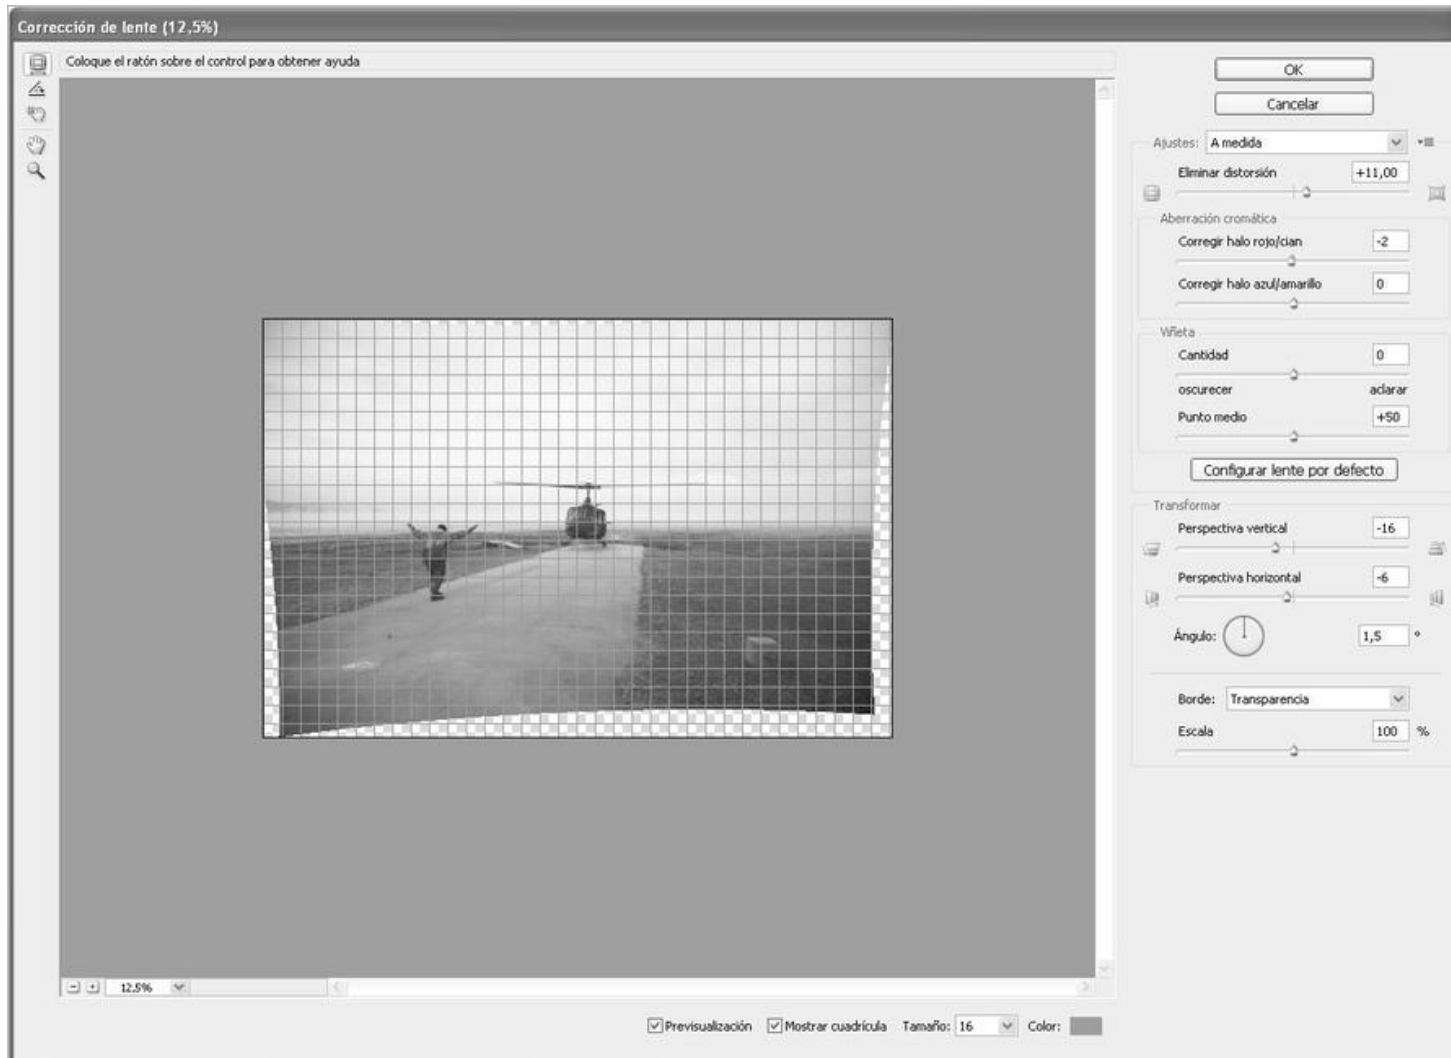 Corrección de lente (12,5%)
Coloque el ratón sobre el control para obtener ayuda
OK
Cancelar
Ajustes: A medida
Eliminar distorsión +11,00
Aberración cromática
Corregir halo rojo/cian -2
Corregir halo azul/amarillo 0
Viñeta
Cantidad 0
oscurecer aclarar
Punto medio +50
Configurar lente por defecto
Transformar
Perspectiva vertical -16
Perspectiva horizontal -6
Ángulo: 1,5 °
Borde: Transparencia
Escala 100 %
12.5%
Previsualización Mostrar cuadrícula Tamaño: 16 Color: